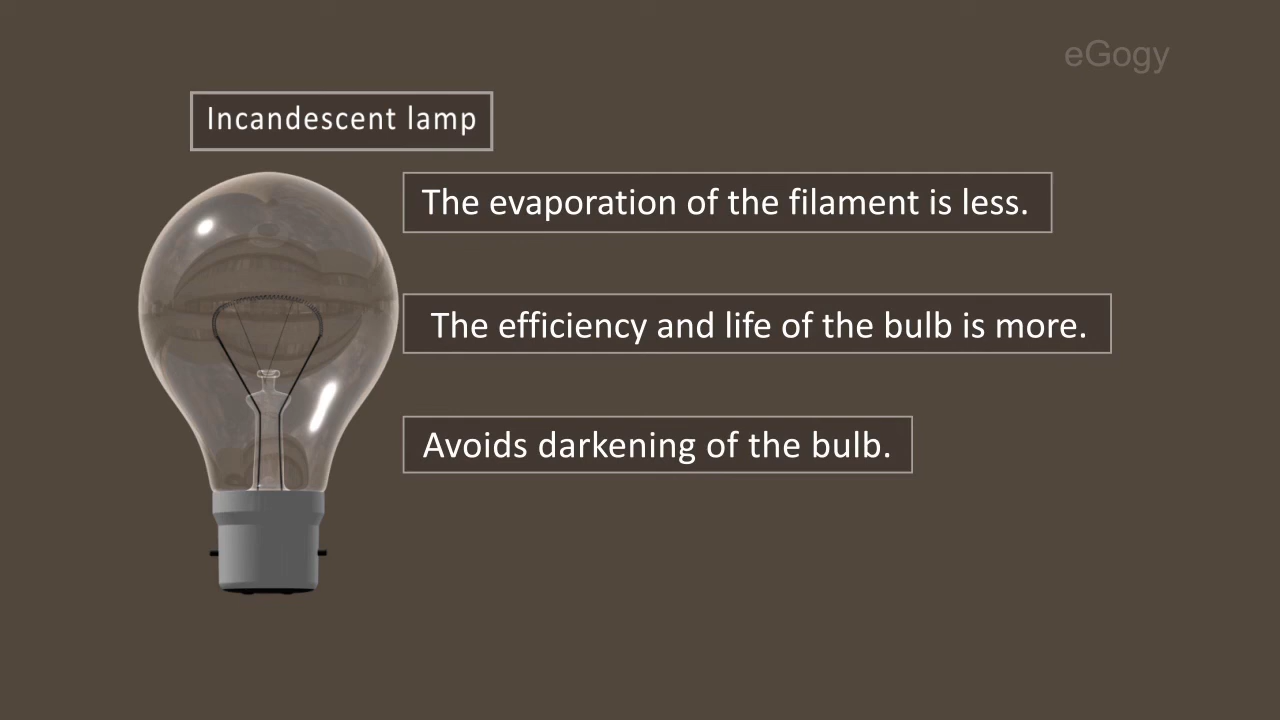 eGogy
Incandescent lamp
The evaporation of the filament is less.
The efficiency and life of the bulb is more.
Avoids darkening of the bulb.